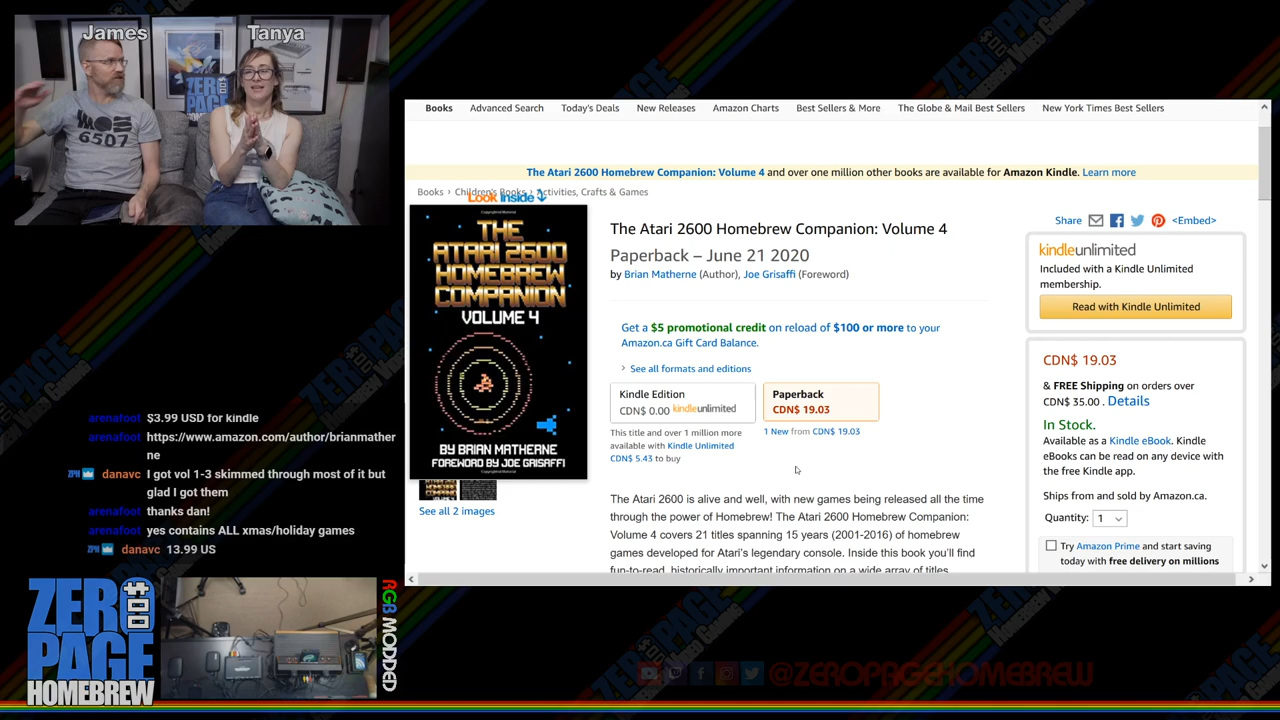 James
Tanya
6507
ZERO
PAGE
Books Advanced Search Today's Deals New Releases Amazon Charts Best Sellers & More The Globe & Mail Best Sellers New York Times Best Sellers
The Atari 2600 Homebrew Companion: Volume 4 and over one million other books are available for Amazon Kindle. Learn more
Books › Children's Books › Activities, Crafts & Games
Look Inside
THE
ATARI 2600
HOMEBREW
COMPANION
VOLUME 4
BY BRIAN MATHERNE
FOREWORD BY JOE GRISAFFI
See all 2 images
The Atari 2600 Homebrew Companion: Volume 4
Paperback – June 21 2020
by Brian Matherne (Author), Joe Grisaffi (Foreword)
Get a $5 promotional credit on reload of $100 or more to your
Amazon.ca Gift Card Balance.
› See all formats and editions
Kindle Edition
CDN$ 0.00 kindleunlimited
This title and over 1 million more
available with Kindle Unlimited
CDN$ 5.43 to buy
Paperback
CDN$ 19.03
1 New from CDN$ 19.03
The Atari 2600 is alive and well, with new games being released all the time
through the power of Homebrew! The Atari 2600 Homebrew Companion:
Volume 4 covers 21 titles spanning 15 years (2001-2016) of homebrew
games developed for Atari's legendary console. Inside this book you'll find
fun-to-read, historically important information on a wide array of titles
Share <Embed>
kindleunlimited
Included with a Kindle Unlimited
membership.
Read with Kindle Unlimited
CDN$ 19.03
& FREE Shipping on orders over
CDN$ 35.00 . Details
In Stock.
Available as a Kindle eBook. Kindle
eBooks can be read on any device with
the free Kindle app.
Ships from and sold by Amazon.ca.
Quantity: 1
Try Amazon Prime and start saving
today with free delivery on millions
arenafoot $3.99 USD for kindle
arenafoot https://www.amazon.com/author/brianmather
ne
ZPH danavc I got vol 1-3 skimmed through most of it but
glad I got them
arenafoot thanks dan!
arenafoot yes contains ALL xmas/holiday games
ZPH danavc 13.99 US
ZERO
PAGE
HOMEBREW
RGB MODDED
@ZEROPAGEHOMEBREW